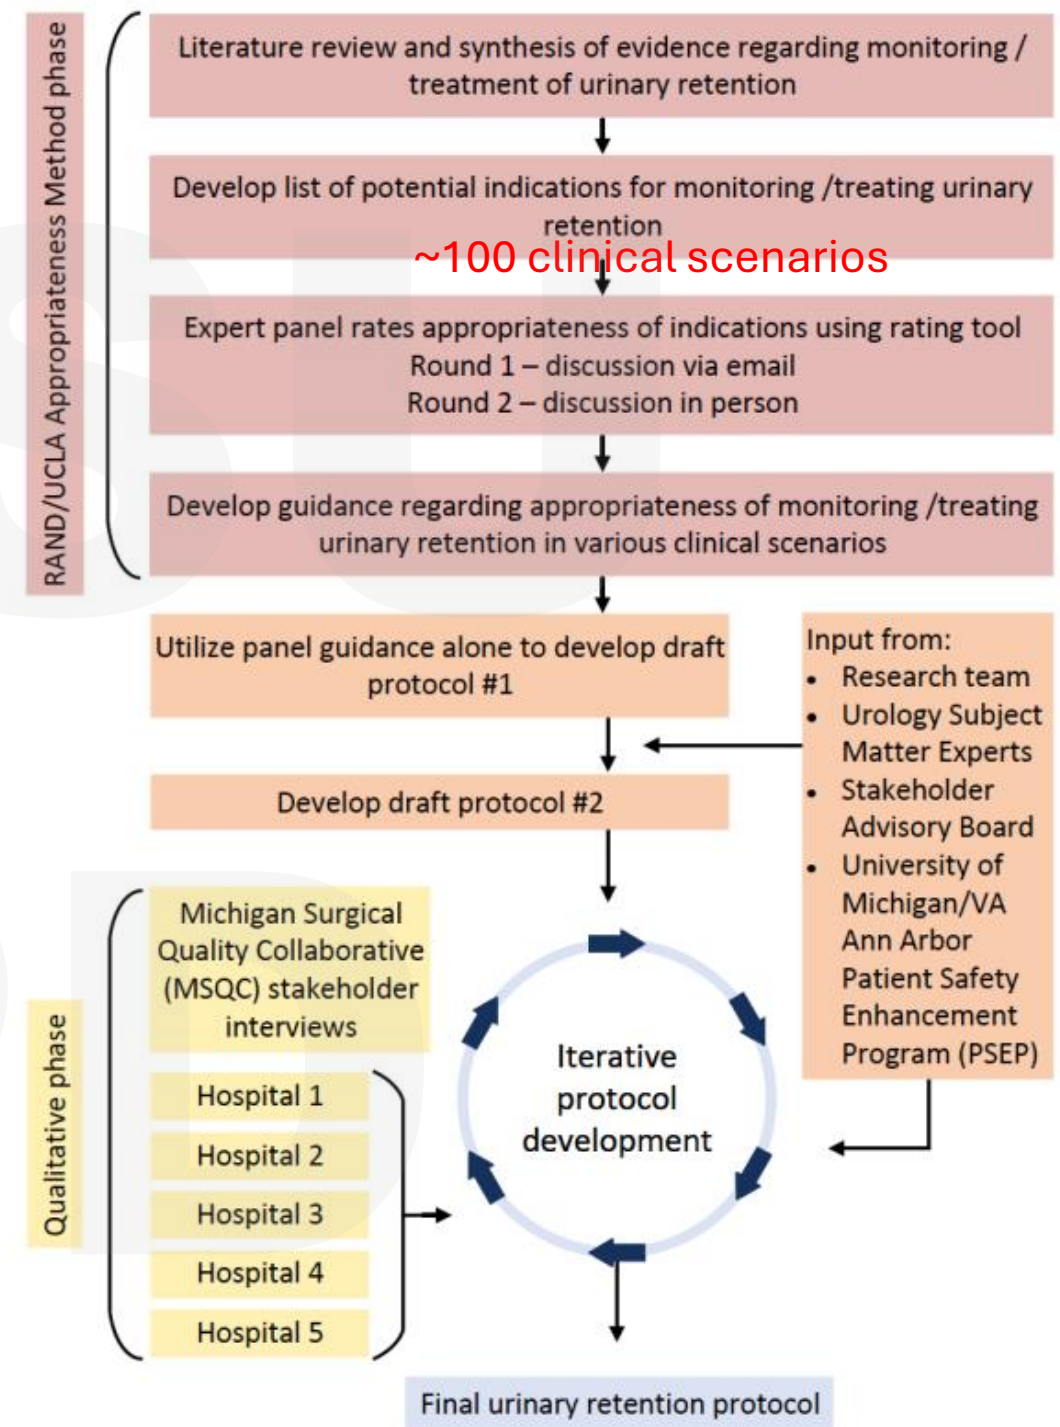 RAND/UCLA Appropriateness Method phase
Literature review and synthesis of evidence regarding monitoring /
treatment of urinary retention
Develop list of potential indications for monitoring /treating urinary
retention
~100 clinical scenarios
Expert panel rates appropriateness of indications using rating tool
Round 1 – discussion via email
Round 2 – discussion in person
Develop guidance regarding appropriateness of monitoring /treating
urinary retention in various clinical scenarios
Utilize panel guidance alone to develop draft
protocol #1
Input from:
• Research team
• Urology Subject
Matter Experts
• Stakeholder
Advisory Board
• University of
Michigan/VA
Ann Arbor
Patient Safety
Enhancement
Program (PSEP)
Develop draft protocol #2
Qualitative phase
Michigan Surgical
Quality Collaborative
(MSQC) stakeholder
interviews
Hospital 1
Hospital 2
Hospital 3
Hospital 4
Hospital 5
Iterative
protocol
development
Final urinary retention protocol